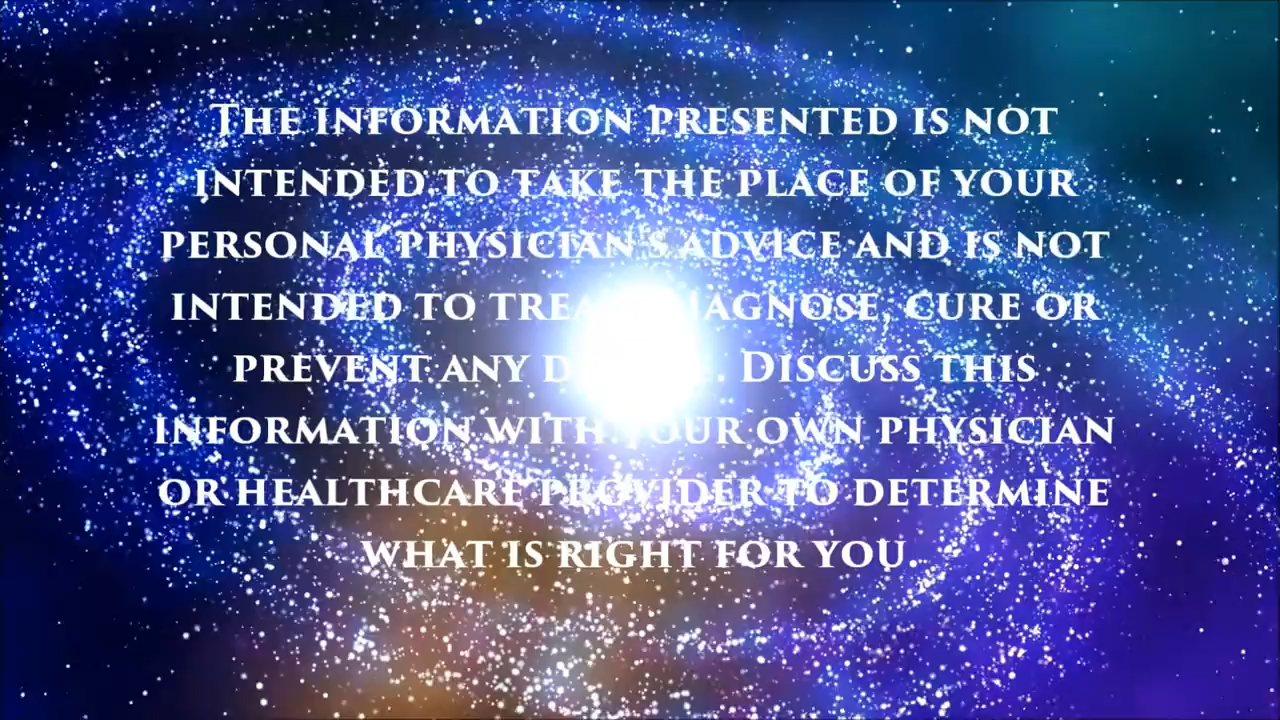 The information presented is not
intended to take the place of your
personal physician's advice and is not
intended to treat, diagnose, cure or
prevent any disease. Discuss this
information with your own physician
or healthcare provider to determine
what is right for you.